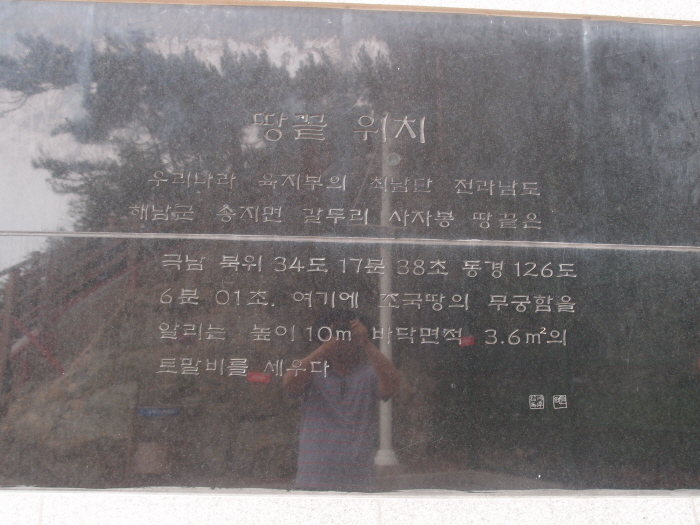 땅끝 위치
우리나라 육지부의 최남단 전라남도
해남군 송지면 갈두리 사자봉 땅끝은
극남 북위 34도 17분 38초 동경 126도
6분 01초. 여기에 조국땅의 무궁함을
알리는 높이 10m 바닥면적 3.6m²의
토말비를 세우다